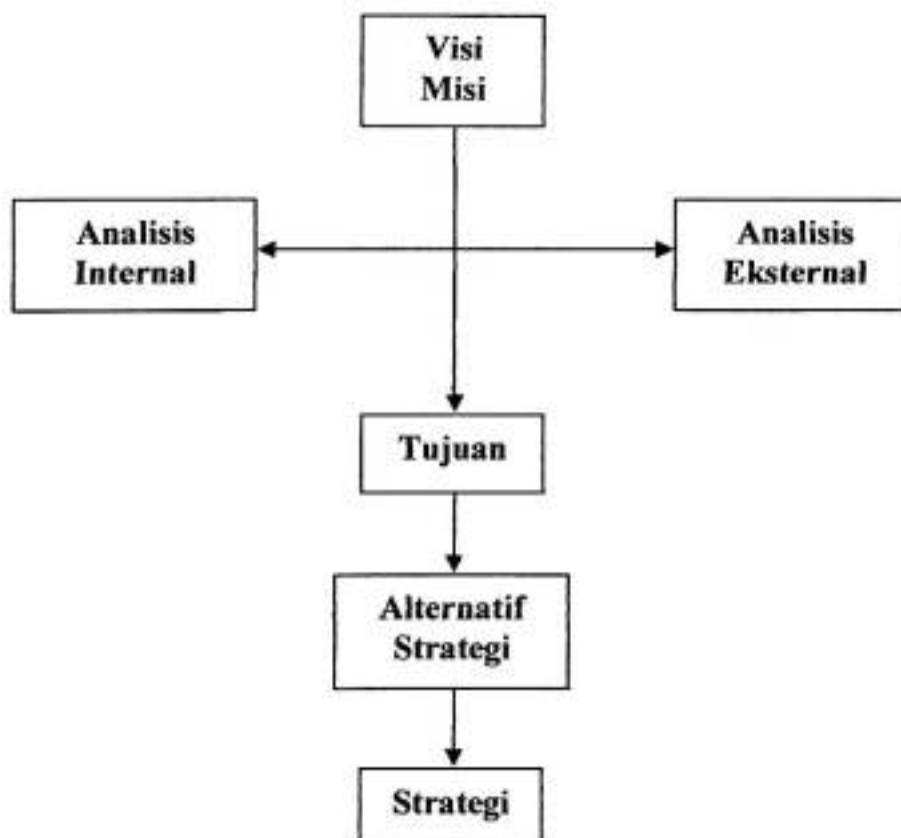 Visi
Misi
Analisis
Internal
Analisis
Eksternal
Tujuan
Alternatif
Strategi
Strategi